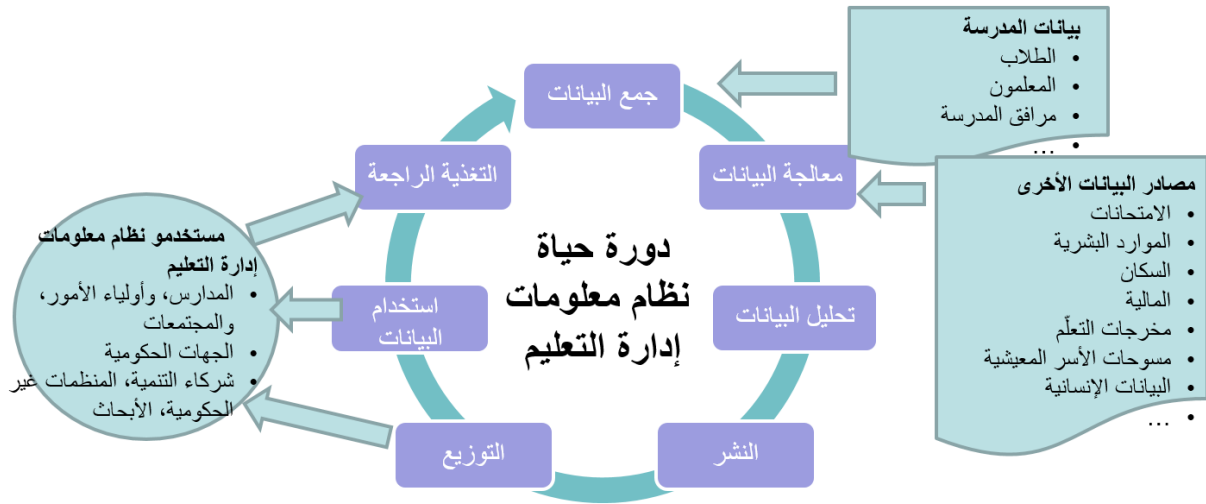 بيانات المدرسة
• الطلاب
• المعلمون
• مرافق المدرسة
• ...
جمع البيانات
معالجة البيانات
مصادر البيانات الأخرى
• الامتحانات
• الموارد البشرية
• السكان
• المالية
• مخرجات التعلّم
• مسوحات الأسر المعيشية
• البيانات الإنسانية
• ...
تحليل البيانات
النشر
التوزيع
استخدام
البيانات
التغذية الراجعة
مستخدمو نظام معلومات
إدارة التعليم
• المدارس، وأولياء الأمور،
والمجتمعات
• الجهات الحكومية
• شركاء التنمية، المنظمات غير
الحكومية، الأبحاث
دورة حياة
نظام معلومات
إدارة التعليم